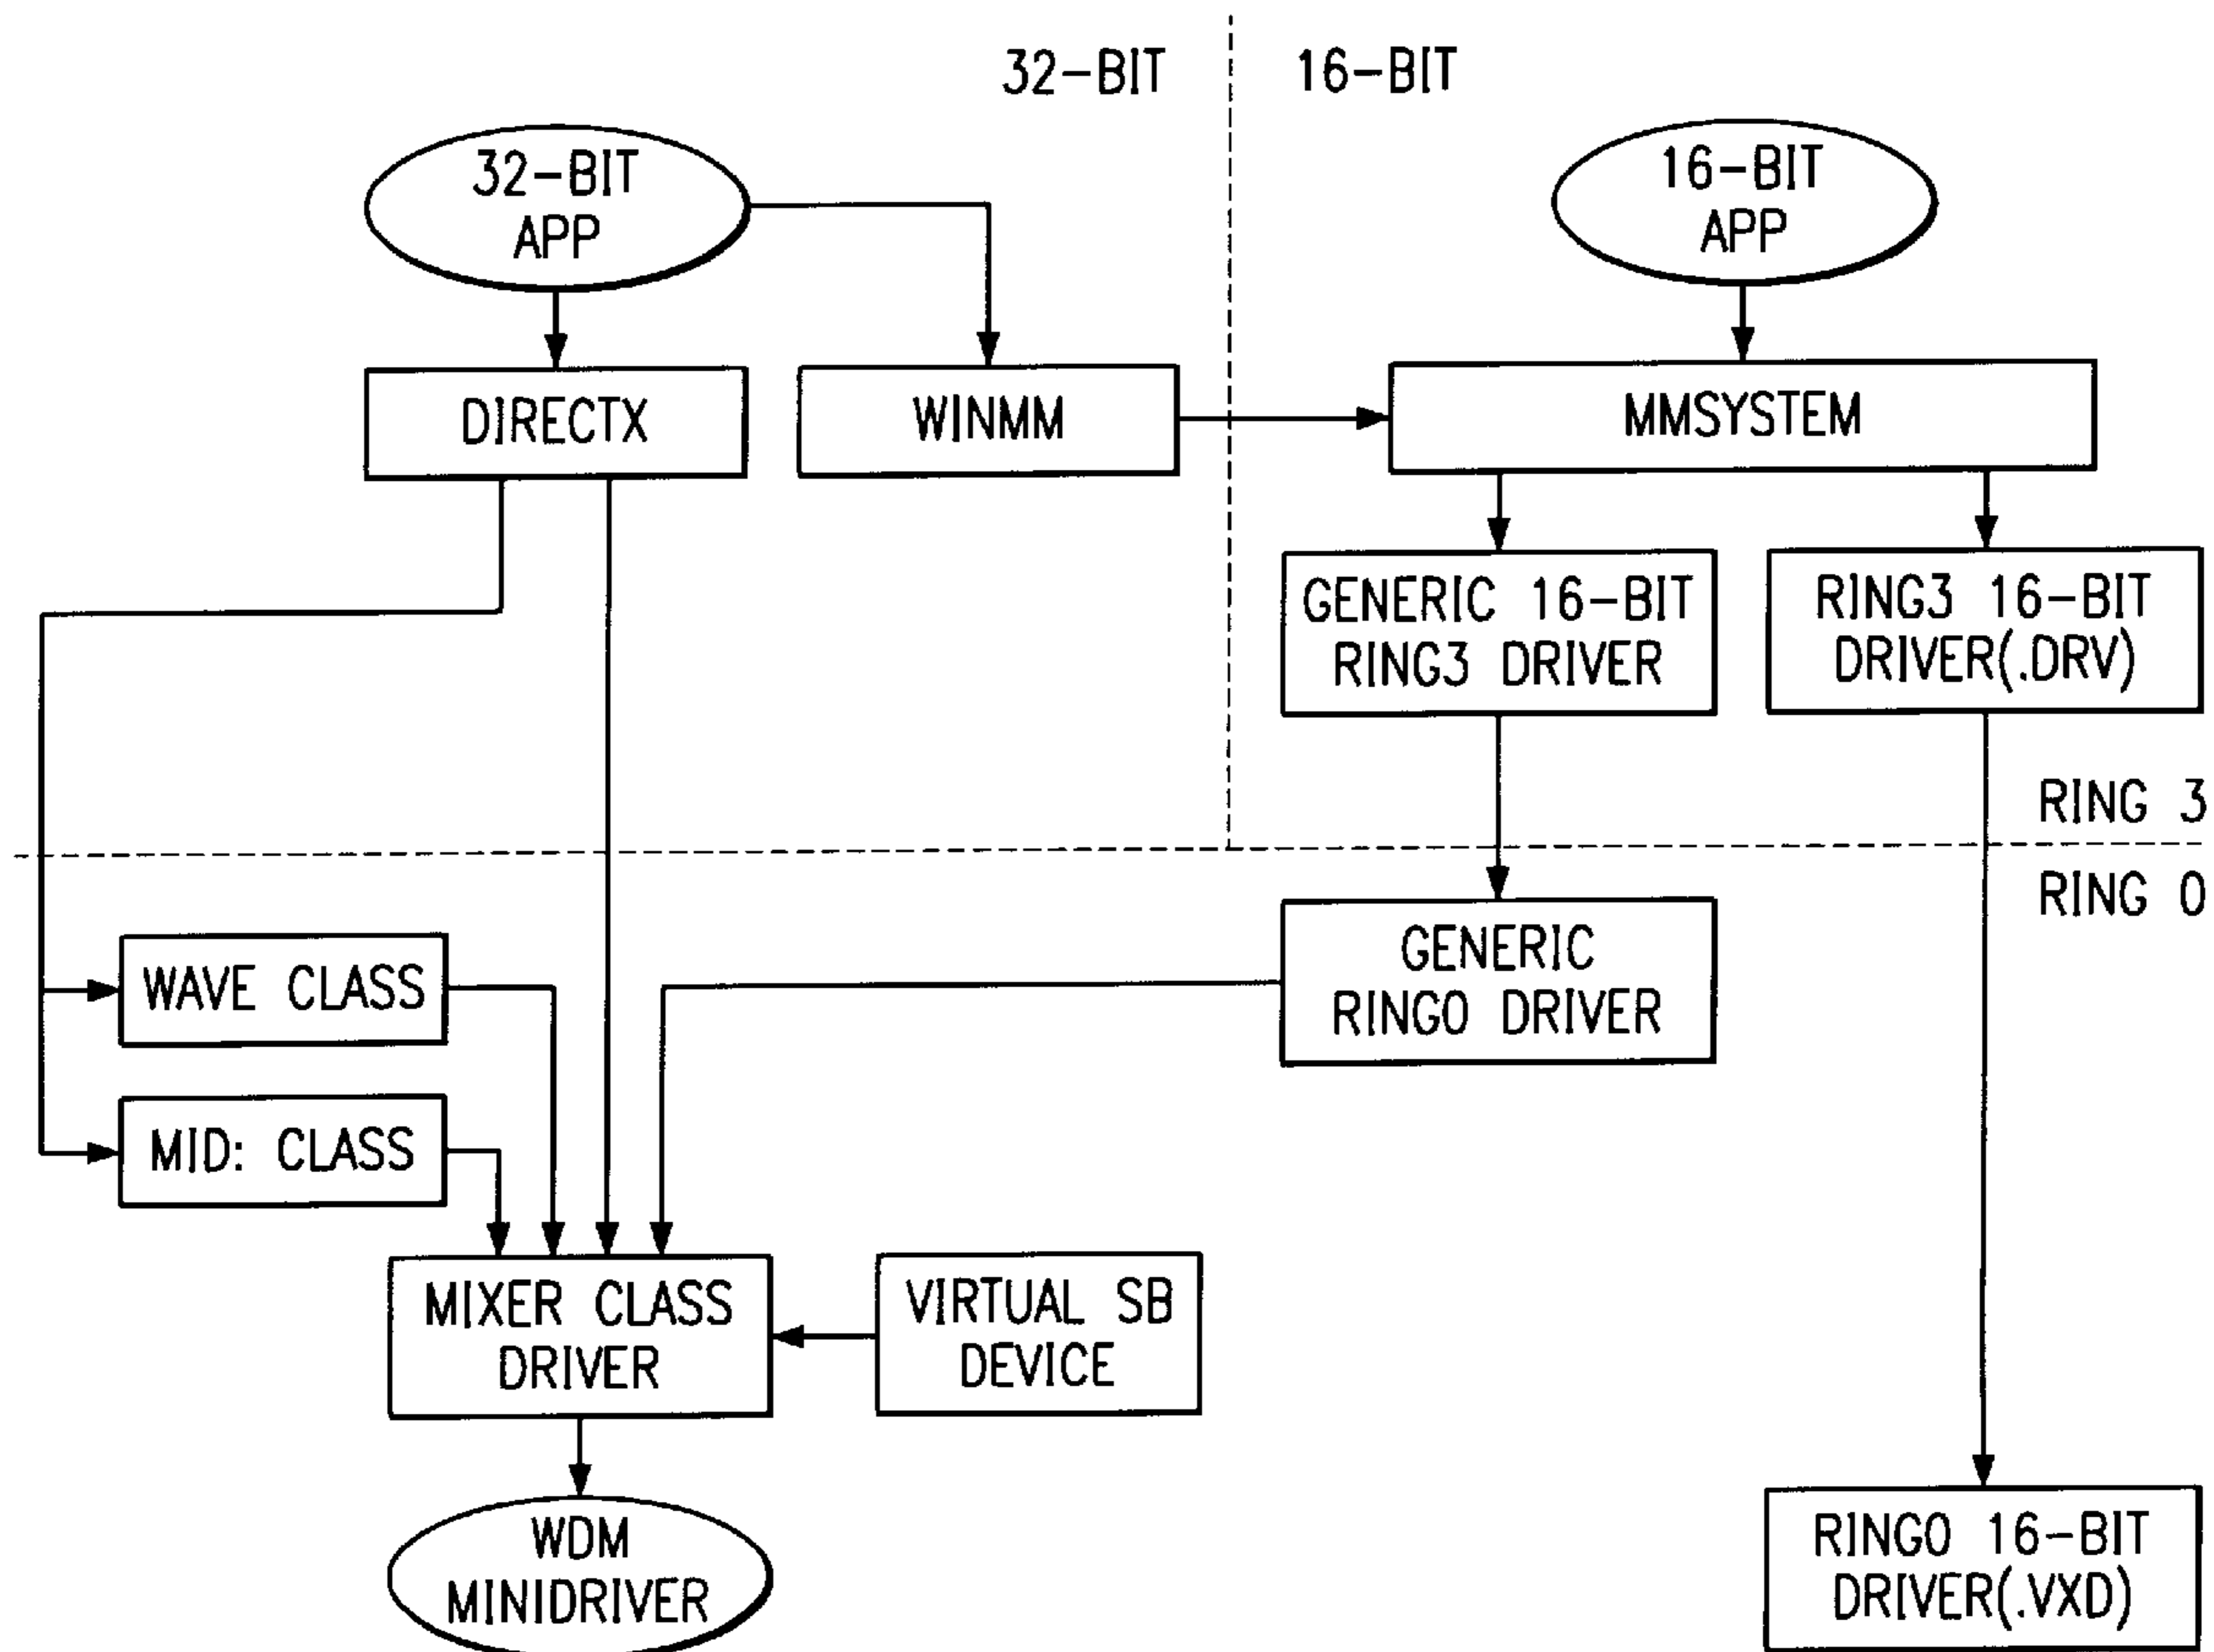 32-BIT
16-BIT
32-BIT
APP
16-BIT
APP
DIRECTX
WINMM
MMSYSTEM
GENERIC 16-BIT
RING3 DRIVER
RING3 16-BIT
DRIVER(.DRV)
RING 3
RING 0
WAVE CLASS
GENERIC
RING0 DRIVER
MID: CLASS
MIXER CLASS
DRIVER
VIRTUAL SB
DEVICE
WDM
MINIDRIVER
RING0 16-BIT
DRIVER(.VXD)